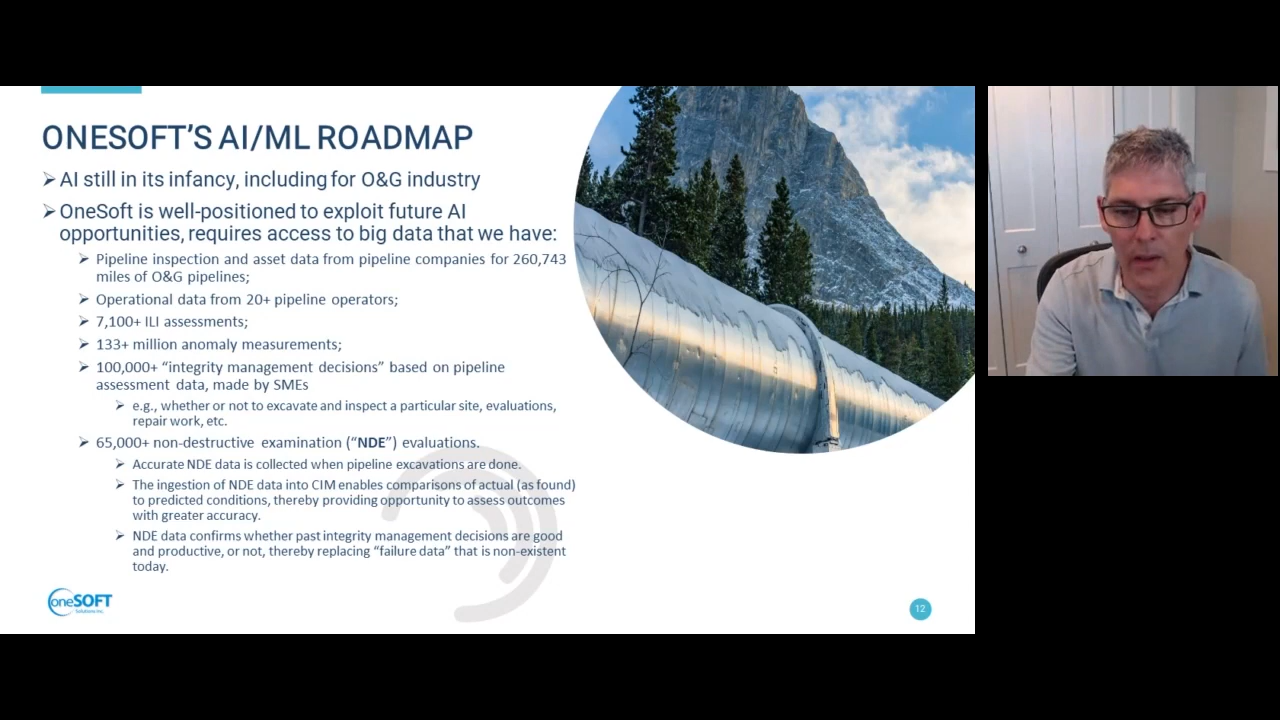 ONESOFT’S AI/ML ROADMAP
➢ AI still in its infancy, including for O&G industry
➢ OneSoft is well-positioned to exploit future AI
opportunities, requires access to big data that we have:
➢ Pipeline inspection and asset data from pipeline companies for 260,743
miles of O&G pipelines;
➢ Operational data from 20+ pipeline operators;
➢ 7,100+ ILI assessments;
➢ 133+ million anomaly measurements;
➢ 100,000+ “integrity management decisions” based on pipeline
assessment data, made by SMEs
➢ e.g., whether or not to excavate and inspect a particular site, evaluations,
repair work, etc.
➢ 65,000+ non-destructive examination (“NDE”) evaluations.
➢ Accurate NDE data is collected when pipeline excavations are done.
➢ The ingestion of NDE data into CIM enables comparisons of actual (as found)
to predicted conditions, thereby providing opportunity to assess outcomes
with greater accuracy.
➢ NDE data confirms whether past integrity management decisions are good
and productive, or not, thereby replacing “failure data” that is non-existent
today.
oneSOFT
Solutions Inc.
12